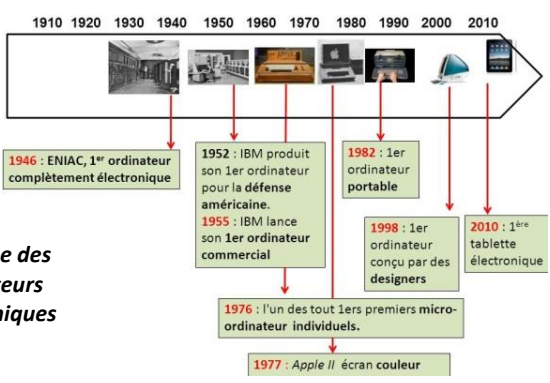 1910 1920 1930 1940 1950 1960 1970 1980 1990 2000 2010
1946 : ENIAC, 1er ordinateur
complètement électronique
1952 : IBM produit
son 1er ordinateur
pour la défense
américaine.
1955 : IBM lance
son 1er ordinateur
commercial
1982 : 1er
ordinateur
portable
1998 : 1er
ordinateur
conçu par des
designers
2010 : 1ère
tablette
électronique
e des
eurs
niques
1976 : l'un des tout 1ers premiers micro-
ordinateur individuels.
1977 : Apple II écran couleur